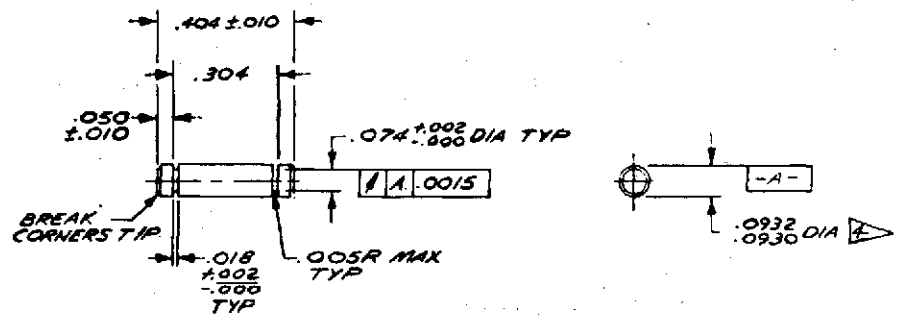 .404 ±.010
.304
.050
±.010
.074 +.002 -.000 DIA TYP
A .0015
-A-
BREAK
CORNERS TYP
.018
+.002
-.000
TYP
.005R MAX
TYP
.0932
.0930 DIA 4